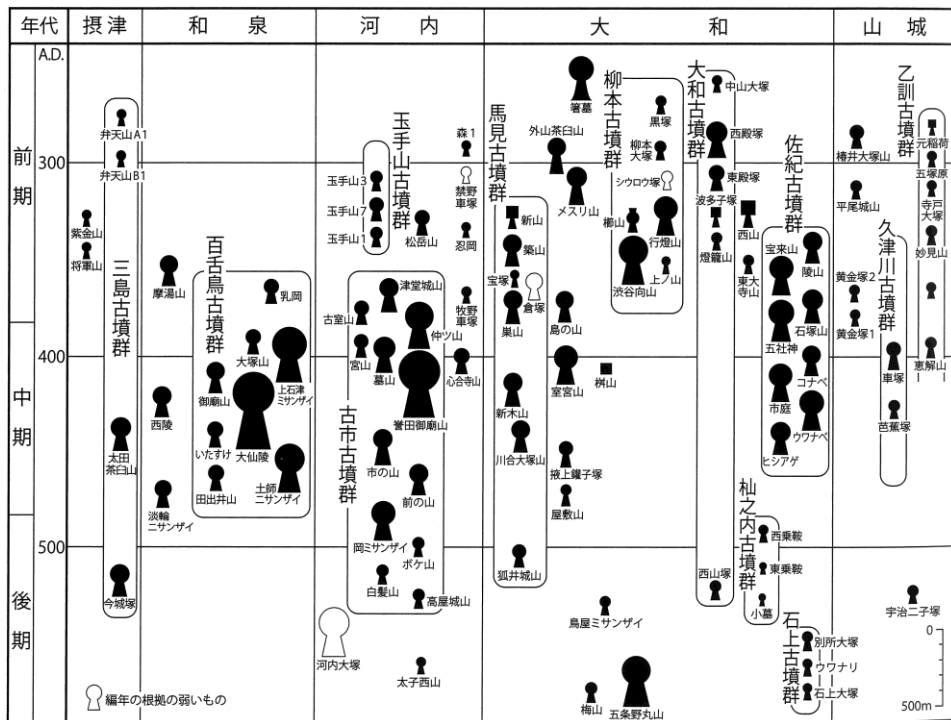 年代
摂津
和泉
河内
大和
山城
A.D.
300
400
500
前期
中期
後期
弁天山A1
弁天山B1
紫金山
将軍山
三島古墳群
太田
茶臼山
今城塚
摩湯山
西陵
淡輪
ニサンザイ
百舌鳥古墳群
乳岡
大塚山
御廟山
上石津
ミサンザイ
いたすけ
大仙陵
田出井山
土師
ニサンザイ
玉手山古墳群
玉手山3
玉手山7
玉手山1
松岳山
森1
禁野
車塚
忍岡
牧野
車塚
古市古墳群
津堂城山
古室山
仲ツ山
宮山
墓山
誉田御廟山
心合寺山
市の山
前の山
岡ミサンザイ
ボケ山
白髪山
高屋城山
河内大塚
太子西山
馬見古墳群
新山
築山
宝塚
倉塚
巣山
新木山
川合大塚山
狐井城山
箸墓
外山茶臼山
メスリ山
島の山
室宮山
桝山
掖上鑵子塚
屋敷山
鳥屋ミサンザイ
梅山
五条野丸山
柳本古墳群
黒塚
柳本
大塚
シウロウ塚
櫛山
行燈山
渋谷向山
上ノ山
大和古墳群
中山大塚
西殿塚
東殿塚
波多子塚
西山
燈籠山
東大
寺山
西山塚
佐紀古墳群
宝来山
陵山
五社神
石塚山
コナベ
市庭
ウワナベ
ヒシアゲ
杣之内古墳群
西乗鞍
東乗鞍
小墓
石上古墳群
別所大塚
ウワナリ
石上大塚
椿井大塚山
平尾城山
黄金塚2
黄金塚1
久津川古墳群
車塚
芭蕉塚
乙訓古墳群
元稲荷
五塚原
寺戸
大塚
妙見山
恵解山
宇治二子塚
0
500m
編年の根拠の弱いもの